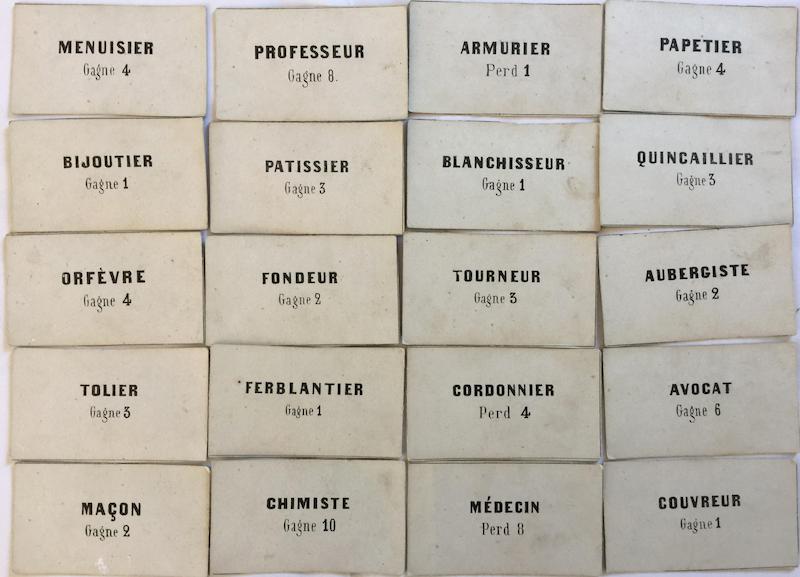 MENUISIER
Gagne 4
PROFESSEUR
Gagne 8.
ARMURIER
Perd 1
PAPETIER
Gagne 4
BIJOUTIER
Gagne 1
PATISSIER
Gagne 3
BLANCHISSEUR
Gagne 1
QUINCAILLIER
Gagne 3
ORFÈVRE
Gagne 4
FONDEUR
Gagne 2
TOURNEUR
Gagne 3
AUBERGISTE
Gagne 2
TOLIER
Gagne 3
FERBLANTIER
Gagne 1
CORDONNIER
Perd 4
AVOCAT
Gagne 6
MAÇON
Gagne 2
CHIMISTE
Gagne 10
MÉDECIN
Perd 8
COUVREUR
Gagne 1